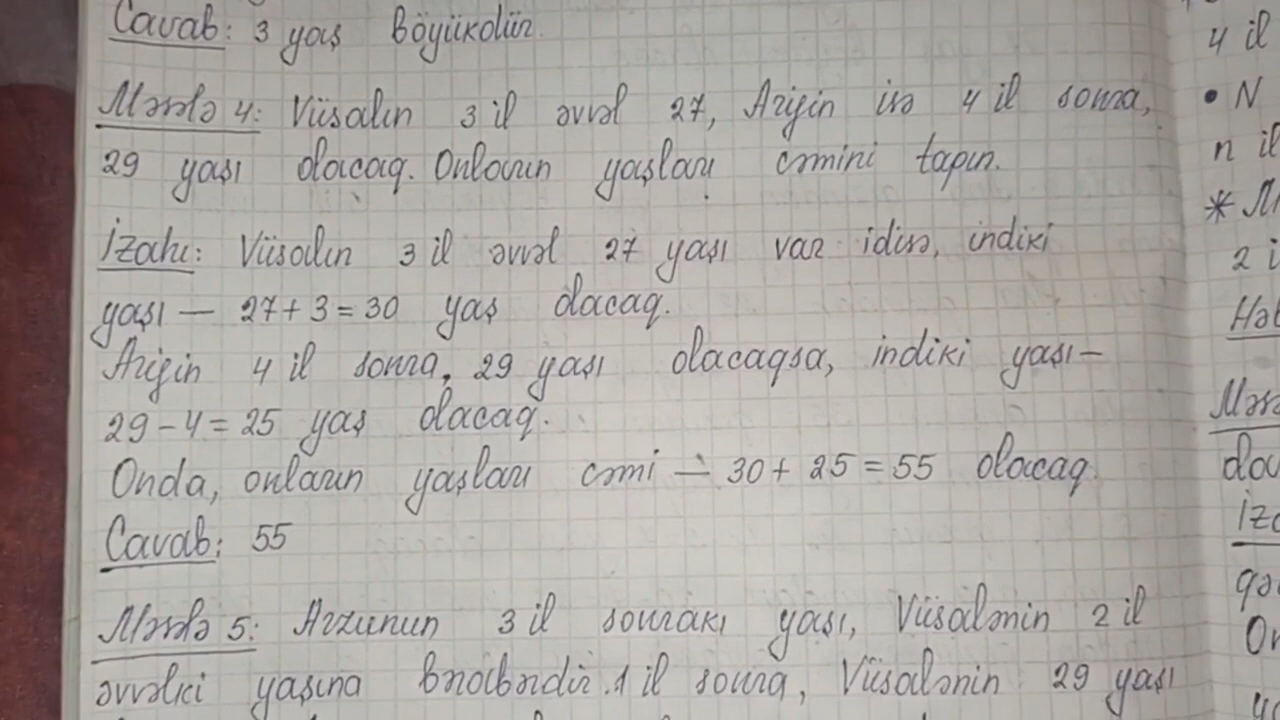 Cavab: 3 yaş böyükdür.
Məsələ 4: Vüsalın 3 il əvvəl 27, Arifin isə 4 il sonra,
29 yaşı olacaq. Onların yaşları cəmini tapın.
İzahı: Vüsalın 3 il əvvəl 27 yaşı var idisə, indiki
yaşı — 27+3=30 yaş olacaq.
Arifin 4 il sonra, 29 yaşı olacaqsa, indiki yaşı—
29-4=25 yaş olacaq.
Onda, onların yaşları cəmi — 30+25=55 olacaq
Cavab: 55
Məsələ 5: Arzunun 3 il sonrakı yaşı, Vüsalənin 2 il
əvvəlki yaşına bərabərdir. 1 il sonra, Vüsalənin 29 yaşı
4 il
• N
n il
2 i